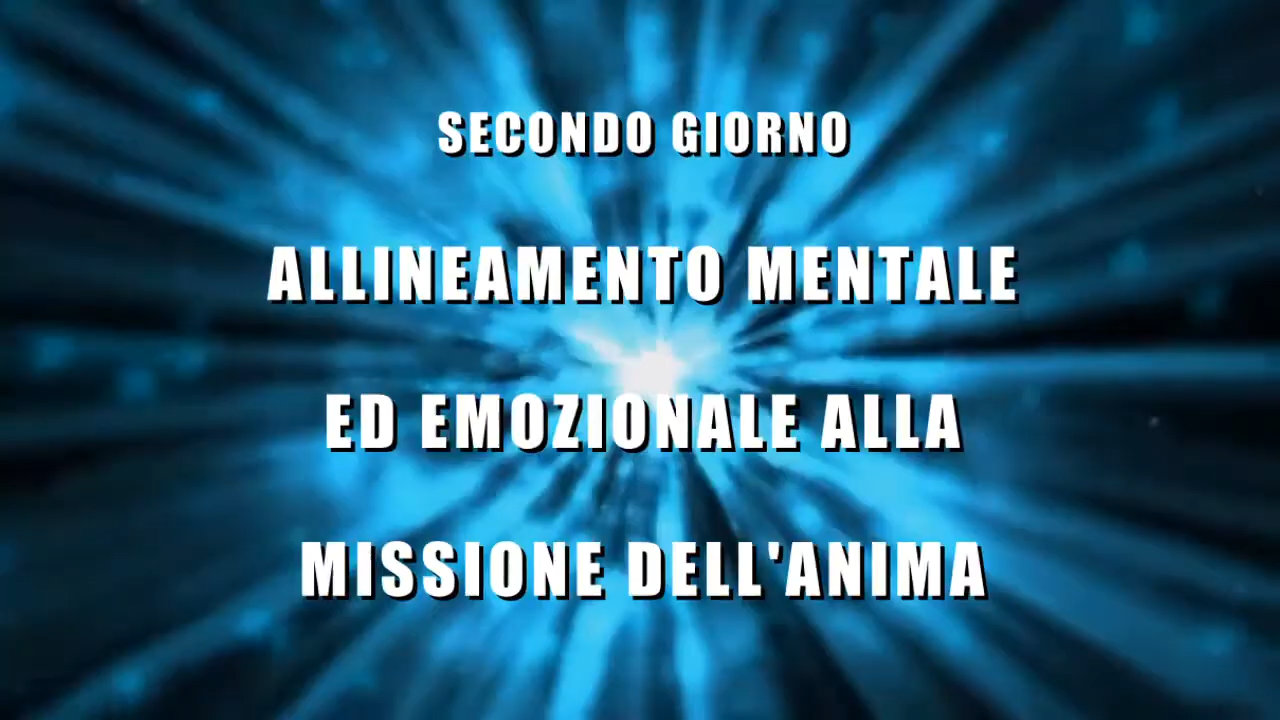 SECONDO GIORNO
ALLINEAMENTO MENTALE
ED EMOZIONALE ALLA
MISSIONE DELL'ANIMA